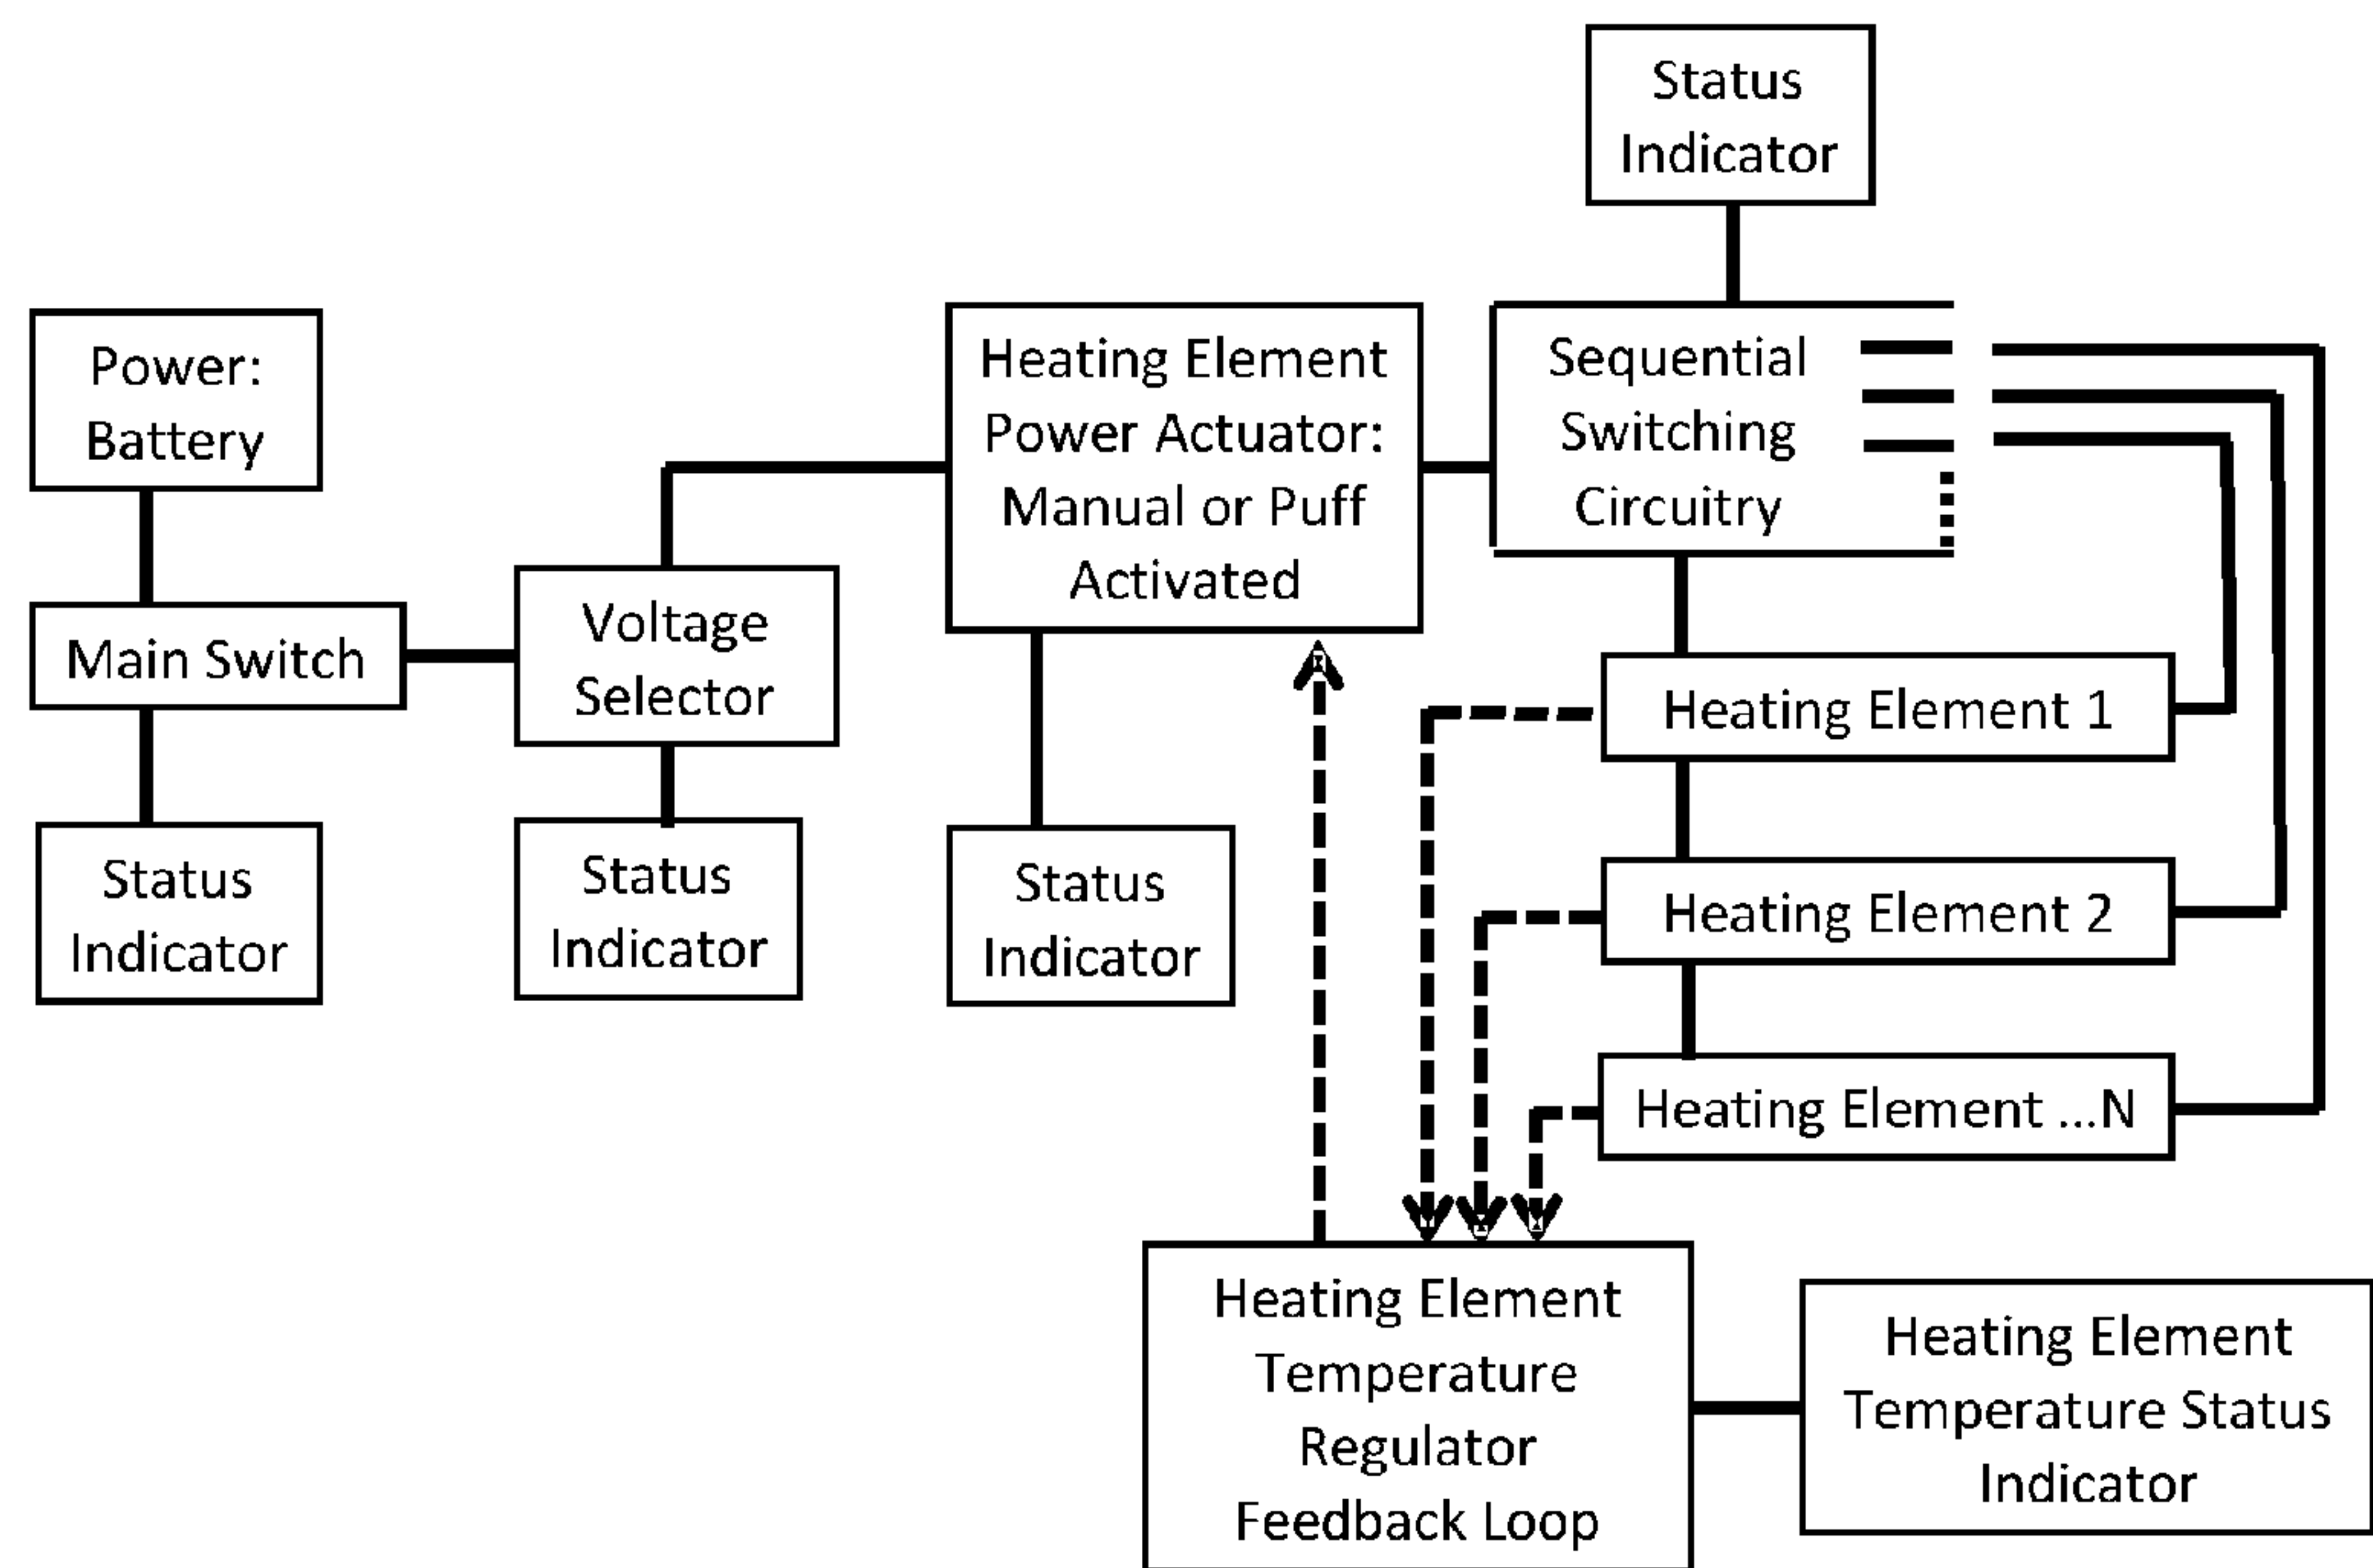 Status
Indicator
Power:
Battery
Heating Element
Power Actuator:
Manual or Puff
Activated
Sequential
Switching
Circuitry
Main Switch
Voltage
Selector
Heating Element 1
Status
Indicator
Status
Indicator
Status
Indicator
Heating Element 2
Heating Element ...N
Heating Element
Temperature
Regulator
Feedback Loop
Heating Element
Temperature Status
Indicator